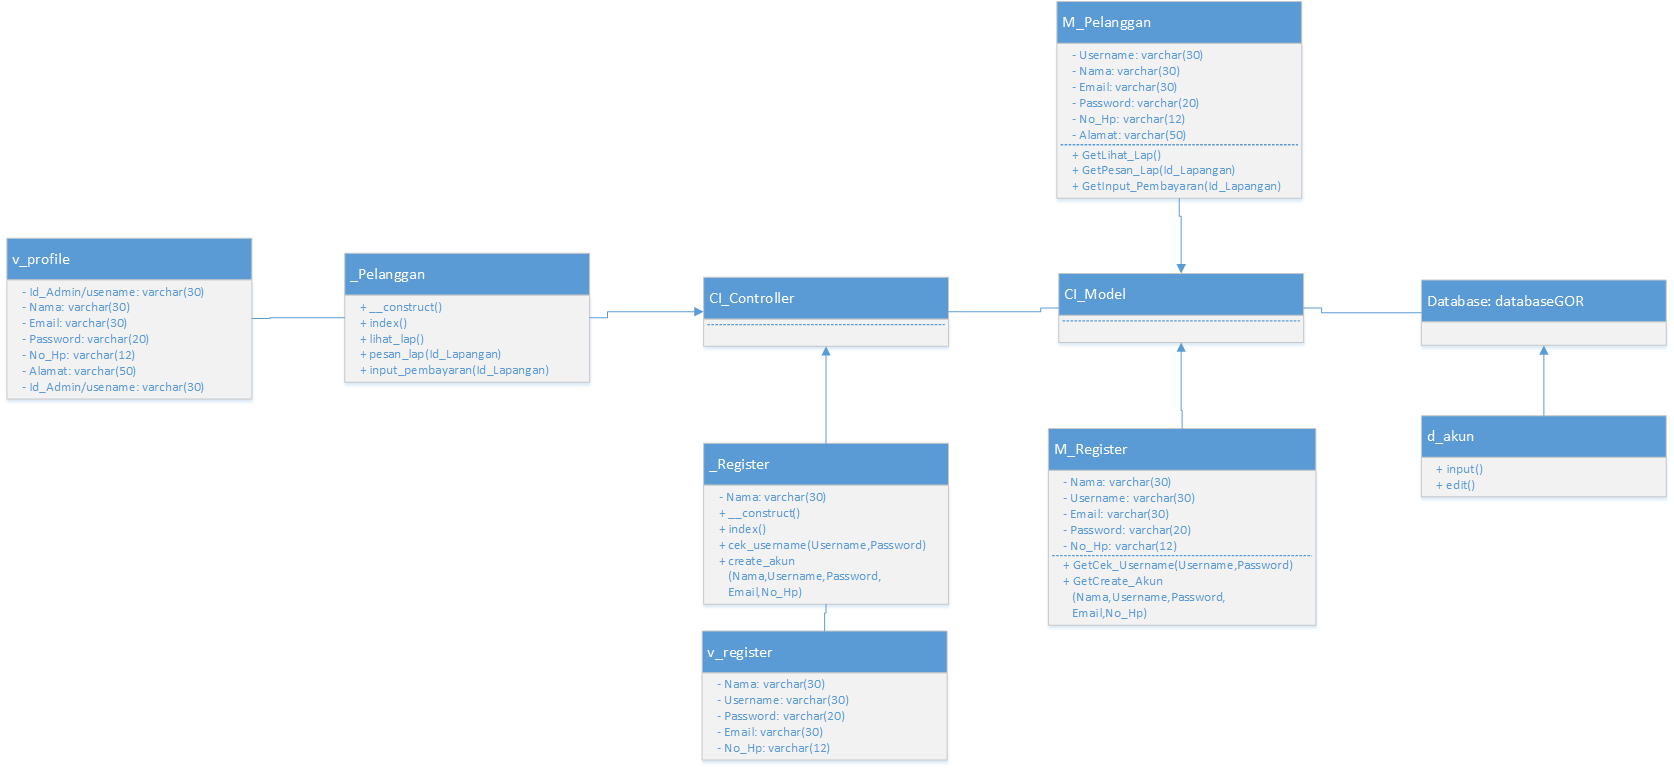 M_Pelanggan
- Username: varchar(30)
- Nama: varchar(30)
- Email: varchar(30)
- Password: varchar(20)
- No_Hp: varchar(12)
- Alamat: varchar(50)
+ GetLihat_Lap()
+ GetPesan_Lap(Id_Lapangan)
+ GetInput_Pembayaran(Id_Lapangan)
v_profile
- Id_Admin/usename: varchar(30)
- Nama: varchar(30)
- Email: varchar(30)
- Password: varchar(20)
- No_Hp: varchar(12)
- Alamat: varchar(50)
- Id_Admin/usename: varchar(30)
_Pelanggan
+ __construct()
+ index()
+ lihat_lap()
+ pesan_lap(Id_Lapangan)
+ input_pembayaran(Id_Lapangan)
CI_Controller
CI_Model
Database: databaseGOR
_Register
- Nama: varchar(30)
+ __construct()
+ index()
+ cek_username(Username,Password)
+ create_akun
(Nama,Username,Password,
Email,No_Hp)
M_Register
- Nama: varchar(30)
- Username: varchar(30)
- Email: varchar(30)
- Password: varchar(20)
- No_Hp: varchar(12)
+ GetCek_Username(Username,Password)
+ GetCreate_Akun
(Nama,Username,Password,
Email,No_Hp)
d_akun
+ input()
+ edit()
v_register
- Nama: varchar(30)
- Username: varchar(30)
- Password: varchar(20)
- Email: varchar(30)
- No_Hp: varchar(12)